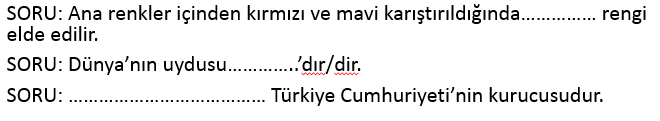 SORU: Ana renkler içinden kırmızı ve mavi karıştırıldığında…………… rengi
elde edilir.
SORU: Dünya’nın uydusu…………..’dır/dir.
SORU: ………………………………… Türkiye Cumhuriyeti’nin kurucusudur.